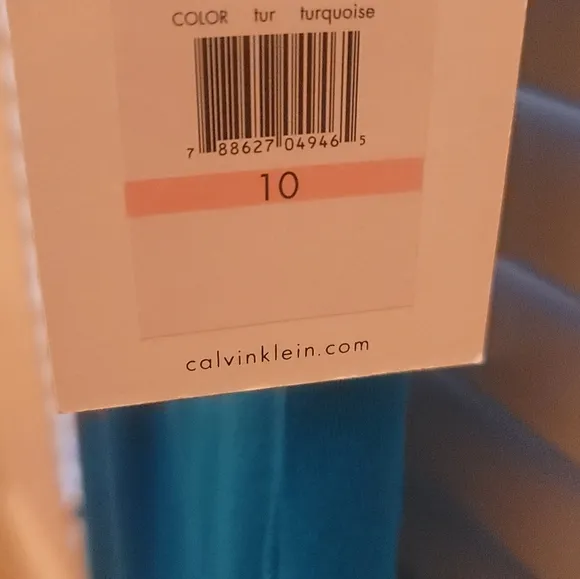 COLOR tur turquoise
7 88627 04946 5
10
calvinklein.com